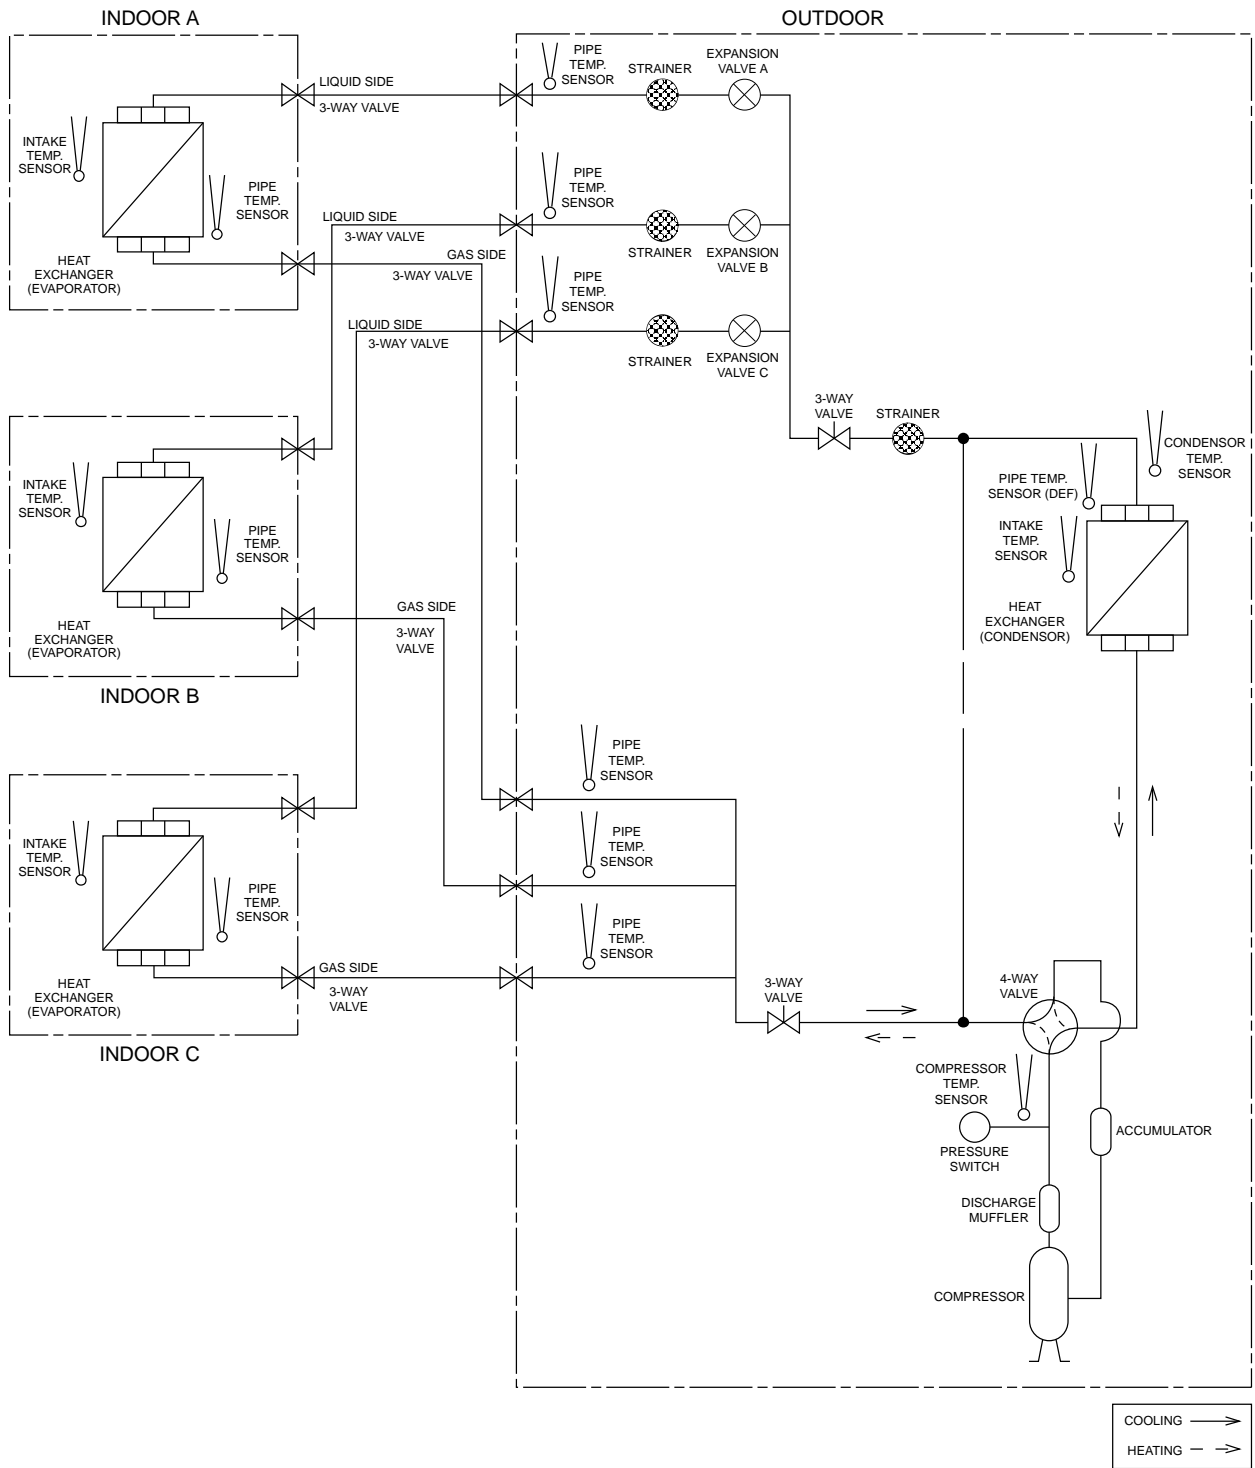 INDOOR A
OUTDOOR
LIQUID SIDE
3-WAY VALVE
PIPE
TEMP.
SENSOR
STRAINER
EXPANSION
VALVE A
INTAKE
TEMP.
SENSOR
PIPE
TEMP.
SENSOR
HEAT
EXCHANGER
(EVAPORATOR)
LIQUID SIDE
3-WAY VALVE
GAS SIDE
3-WAY VALVE
PIPE
TEMP.
SENSOR
STRAINER
EXPANSION
VALVE B
LIQUID SIDE
3-WAY VALVE
PIPE
TEMP.
SENSOR
STRAINER
EXPANSION
VALVE C
3-WAY
VALVE
STRAINER
CONDENSOR
TEMP.
SENSOR
PIPE TEMP.
SENSOR (DEF)
INTAKE
TEMP.
SENSOR
HEAT
EXCHANGER
(CONDENSOR)
INTAKE
TEMP.
SENSOR
PIPE
TEMP.
SENSOR
HEAT
EXCHANGER
(EVAPORATOR)
GAS SIDE
3-WAY
VALVE
INDOOR B
PIPE
TEMP.
SENSOR
PIPE
TEMP.
SENSOR
PIPE
TEMP.
SENSOR
INTAKE
TEMP.
SENSOR
PIPE
TEMP.
SENSOR
HEAT
EXCHANGER
(EVAPORATOR)
GAS SIDE
3-WAY
VALVE
INDOOR C
3-WAY
VALVE
4-WAY
VALVE
COMPRESSOR
TEMP.
SENSOR
PRESSURE
SWITCH
ACCUMULATOR
DISCHARGE
MUFFLER
COMPRESSOR
COOLING
HEATING